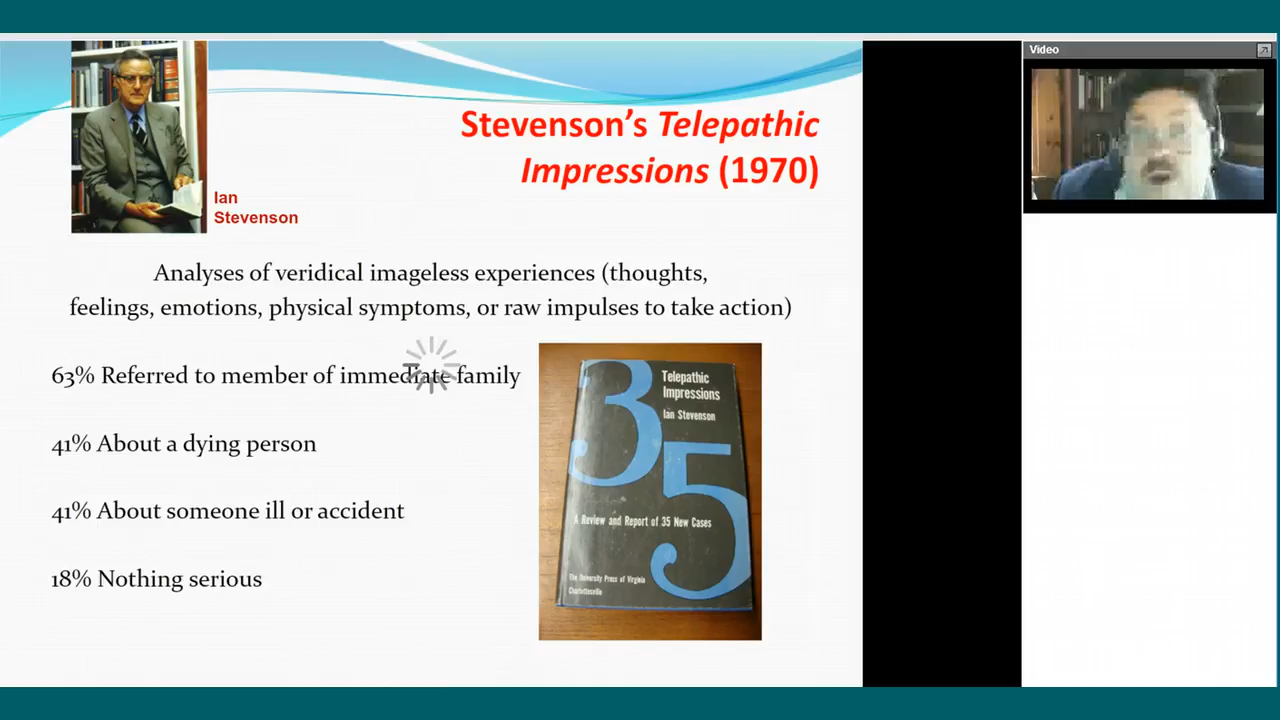 Video
Stevenson's Telepathic
Impressions (1970)
Ian
Stevenson
Analyses of veridical imageless experiences (thoughts,
feelings, emotions, physical symptoms, or raw impulses to take action)
63% Referred to member of immediate family
41% About a dying person
41% About someone ill or accident
18% Nothing serious
35
Telepathic
Impressions
Ian Stevenson
A Review and Report of 35 New Cases
The University Press of Virginia
Charlottesville